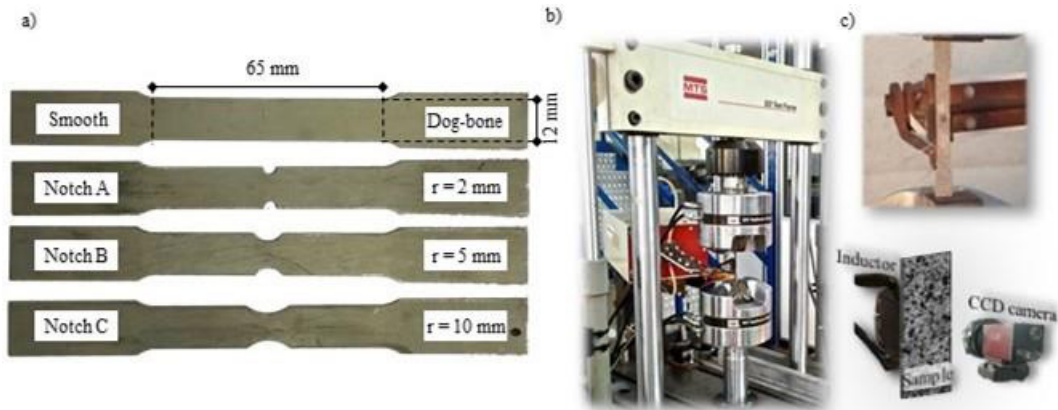 a)
65 mm
Smooth
Dog-bone
12 mm
Notch A
r = 2 mm
Notch B
r = 5 mm
Notch C
r = 10 mm
b)
MTS
c)
Inductor
CCD camera
Sample